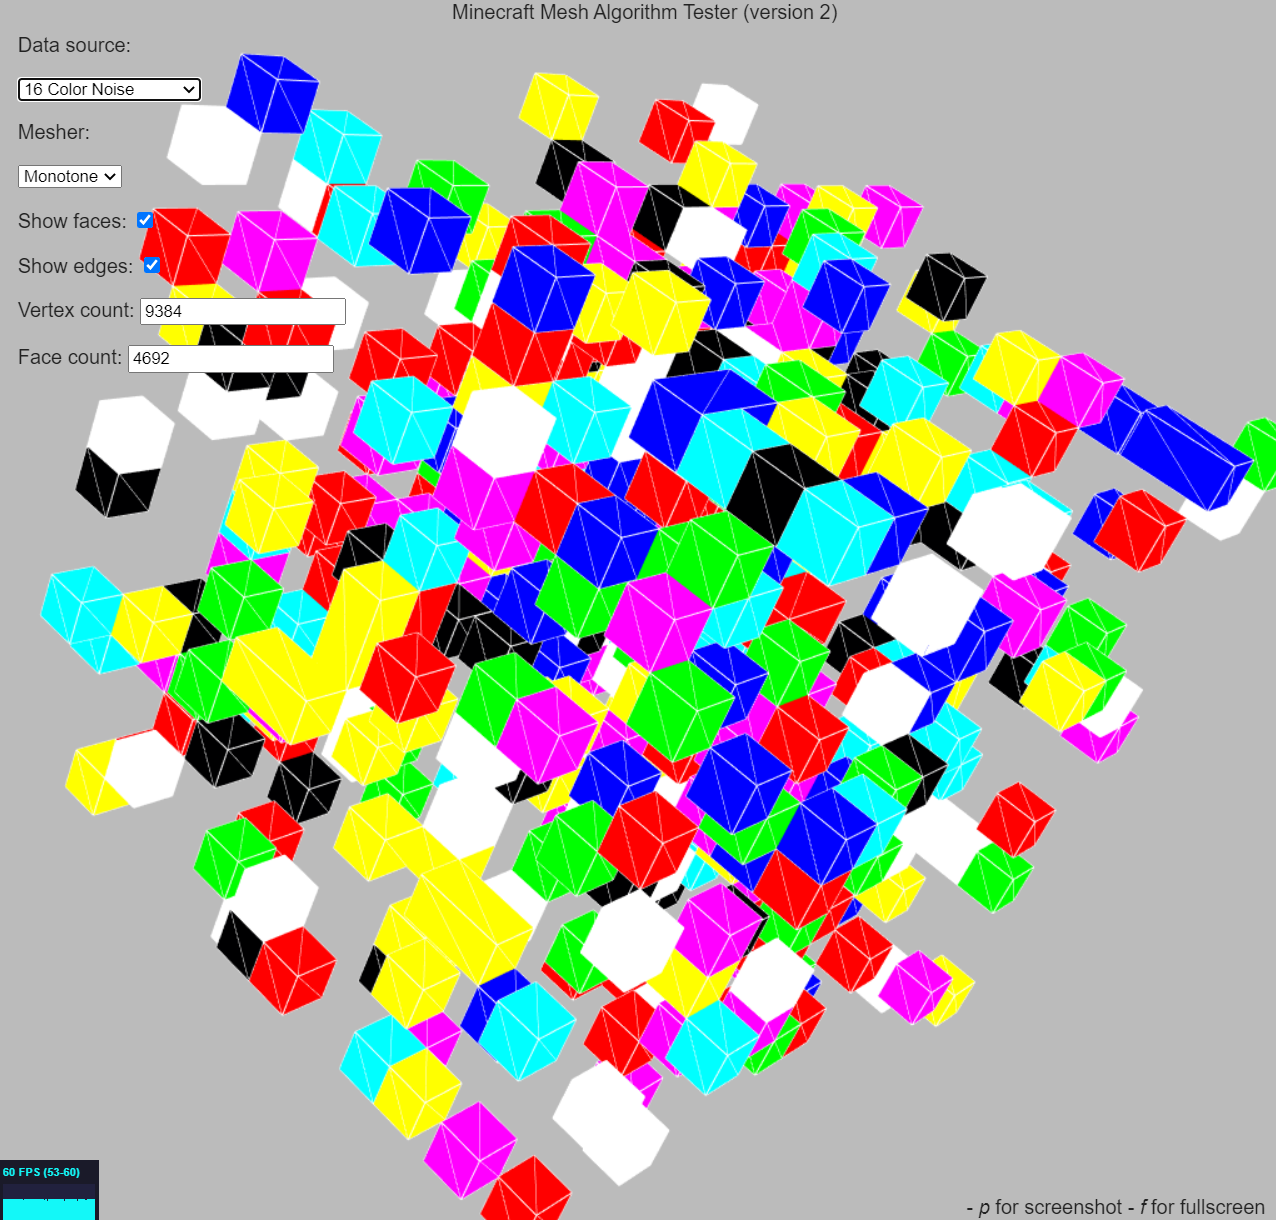 Minecraft Mesh Algorithm Tester (version 2)
Data source:
16 Color Noise
Mesher:
Monotone
Show faces:
Show edges:
Vertex count: 9384
Face count: 4692
60 FPS (53-60)
- p for screenshot - f for fullscreen